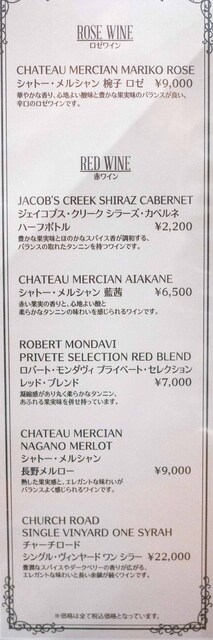 ROSE WINE
ロゼワイン
CHATEAU MERCIAN MARIKO ROSE
シャトー・メルシャン 椀子 ロゼ ¥9,000
華やかな香り、心地よい酸味と豊かな果実味のバランスが良い、
辛口のロゼワインです。
RED WINE
赤ワイン
JACOB'S CREEK SHIRAZ CABERNET
ジェイコブス・クリーク シラーズ・カベルネ
ハーフボトル ¥2,200
豊かな果実味とほのかなスパイス香が調和する、
バランスの取れたタンニンを持つワインです。
CHATEAU MERCIAN AIAKANE
シャトー・メルシャン 藍茜 ¥6,500
赤い果実の香りと、心地よい酸と
柔らかなタンニンの味わいを感じられるワインです。
ROBERT MONDAVI
PRIVETE SELECTION RED BLEND
ロバート・モンダヴィ プライベート・セレクション
レッド・ブレンド ¥7,000
凝縮感があり丸く柔らかなタンニン、
あふれる果実味を併せ持っています。
CHATEAU MERCIAN
NAGANO MERLOT
シャトー・メルシャン
長野メルロー ¥9,000
熟した果実感と、エレガントな味わいが
バランスよく感じられるワインです。
CHURCH ROAD
SINGLE VINYARD ONE SYRAH
チャーチロード
シングル・ヴィンヤード ワン シラー ¥22,000
豊潤なスパイスやダークベリーの香りが広がる、
エレガントな味わいと長い余韻が続くワインです。
※価格は全て税込価格となっています。